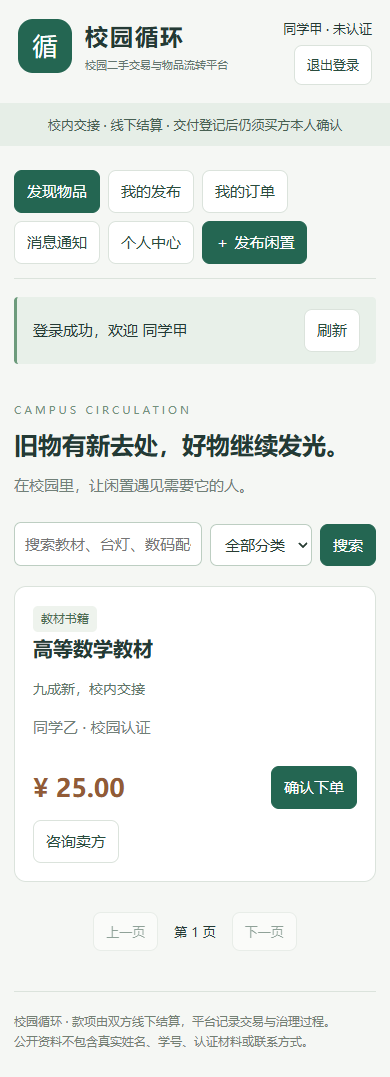 循
校园循环
校园二手交易与物品流转平台
同学甲 · 未认证
退出登录
校内交接 · 线下结算 · 交付登记后仍须买方本人确认
发现物品
我的发布
我的订单
消息通知
个人中心
＋ 发布闲置
登录成功，欢迎 同学甲
刷新
CAMPUS CIRCULATION
旧物有新去处，好物继续发光。
在校园里，让闲置遇见需要它的人。
搜索教材、台灯、数码配
全部分类
搜索
教材书籍
高等数学教材
九成新，校内交接
同学乙 · 校园认证
¥ 25.00
确认下单
咨询卖方
上一页
第 1 页
下一页
校园循环 · 款项由双方线下结算，平台记录交易与治理过程。
公开资料不包含真实姓名、学号、认证材料或联系方式。